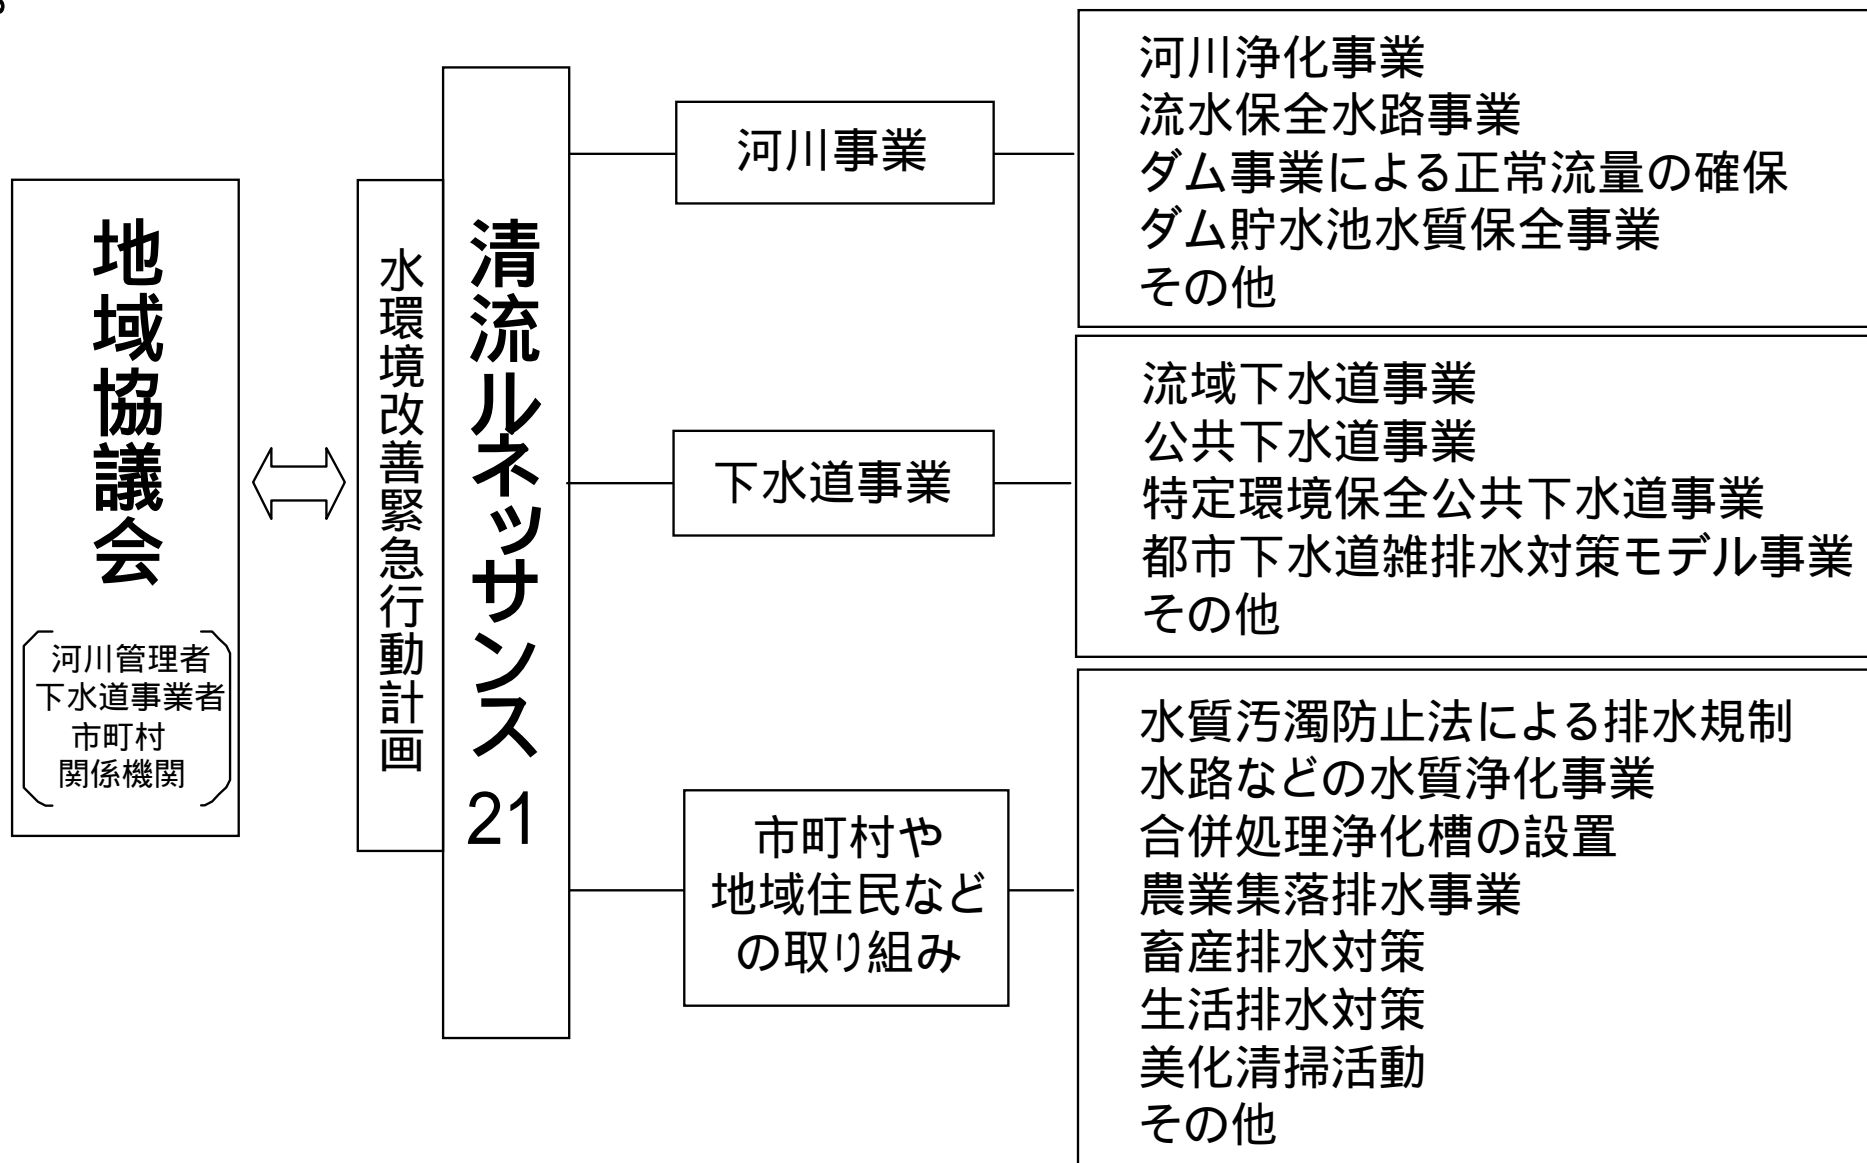 地域協議会
河川管理者
下水道事業者
市町村
関係機関
水環境改善緊急行動計画
清流ルネッサンス21
河川事業
河川浄化事業
流水保全水路事業
ダム事業による正常流量の確保
ダム貯水池水質保全事業
その他
下水道事業
流域下水道事業
公共下水道事業
特定環境保全公共下水道事業
都市下水道雑排水対策モデル事業
その他
市町村や
地域住民など
の取り組み
水質汚濁防止法による排水規制
水路などの水質浄化事業
合併処理浄化槽の設置
農業集落排水事業
畜産排水対策
生活排水対策
美化清掃活動
その他